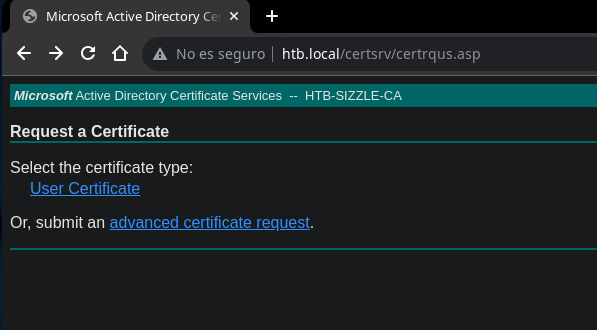 Microsoft Active Directory Cer
No es seguro htb.local/certsrv/certrqus.asp
Microsoft Active Directory Certificate Services -- HTB-SIZZLE-CA
Request a Certificate
Select the certificate type:
User Certificate
Or, submit an advanced certificate request.